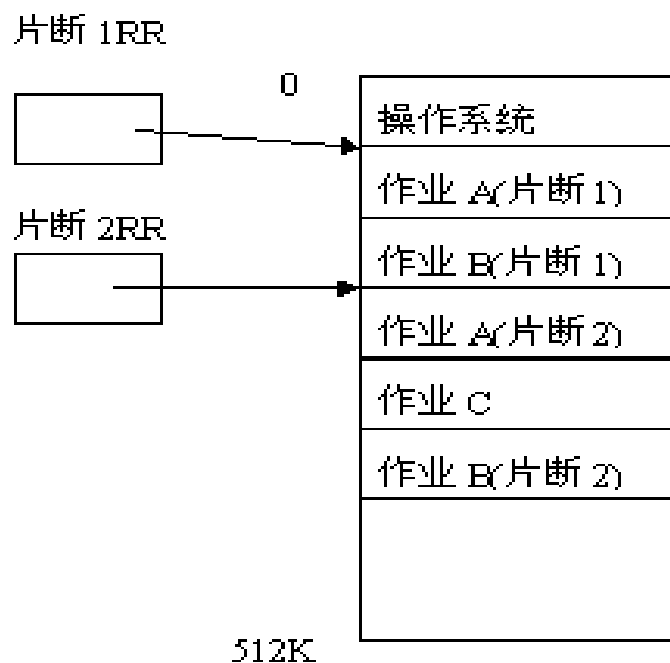 片断 1RR
0
操作系统
作业 A(片断 1)
片断 2RR
作业 B(片断 1)
作业 A(片断 2)
作业 C
作业 B(片断 2)
512K